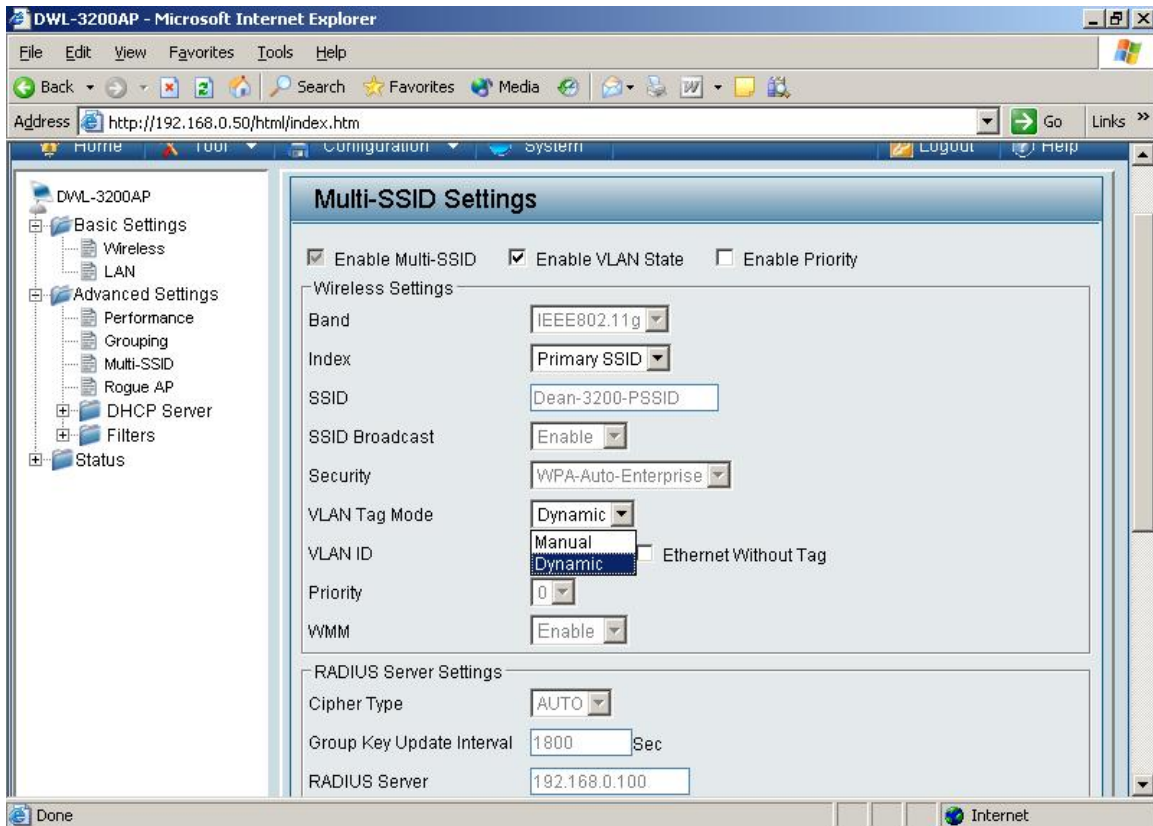 DWL-3200AP - Microsoft Internet Explorer
File Edit View Favorites Tools Help
Back Search Favorites Media
Address http://192.168.0.50/html/index.htm Go Links »
Home Tool Configuration System Logout Help
DWL-3200AP
Basic Settings
Wireless
LAN
Advanced Settings
Performance
Grouping
Multi-SSID
Rogue AP
DHCP Server
Filters
Status
Multi-SSID Settings
Enable Multi-SSID Enable VLAN State Enable Priority
Wireless Settings
Band IEEE802.11g
Index Primary SSID
SSID Dean-3200-PSSID
SSID Broadcast Enable
Security WPA-Auto-Enterprise
VLAN Tag Mode Dynamic
Manual
VLAN ID Ethernet Without Tag
Dynamic
Priority 0
WMM Enable
RADIUS Server Settings
Cipher Type AUTO
Group Key Update Interval 1800 Sec
RADIUS Server 192.168.0.100
Done Internet